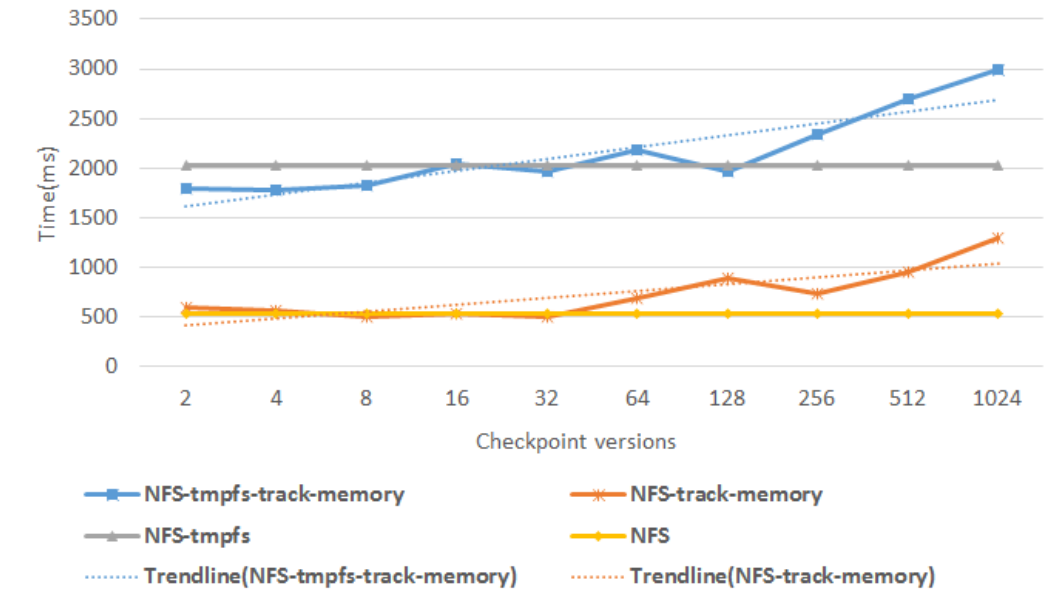 3500
3000
2500
2000
1500
1000
500
0
Time(ms)
2 4 8 16 32 64 128 256 512 1024
Checkpoint versions
NFS-tmpfs-track-memory NFS-track-memory
NFS-tmpfs NFS
Trendline(NFS-tmpfs-track-memory) Trendline(NFS-track-memory)